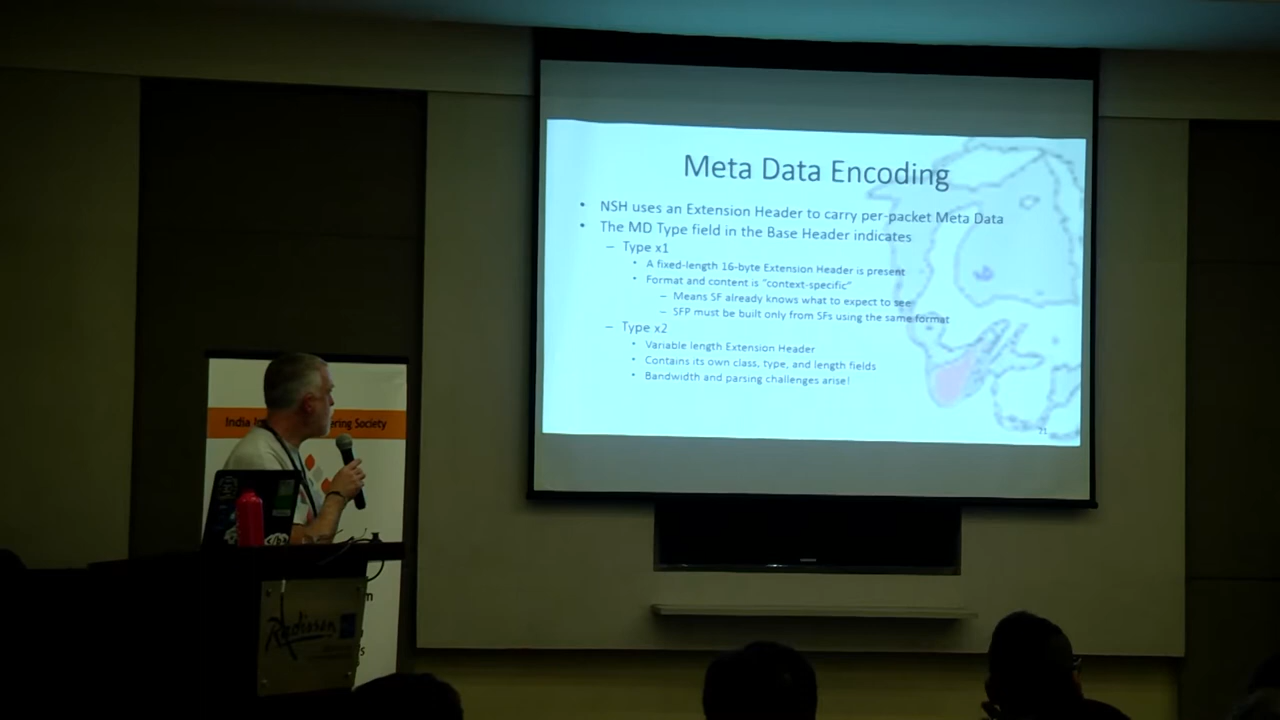 Meta Data Encoding
• NSH uses an Extension Header to carry per-packet Meta Data
• The MD Type field in the Base Header indicates
– Type x1
• A fixed-length 16-byte Extension Header is present
• Format and content is "context-specific"
– Means SF already knows what to expect to see
– SFP must be built only from SFs using the same format
– Type x2
• Variable length Extension Header
• Contains its own class, type, and length fields
• Bandwidth and parsing challenges arise!
21
India ering Society
Radisson